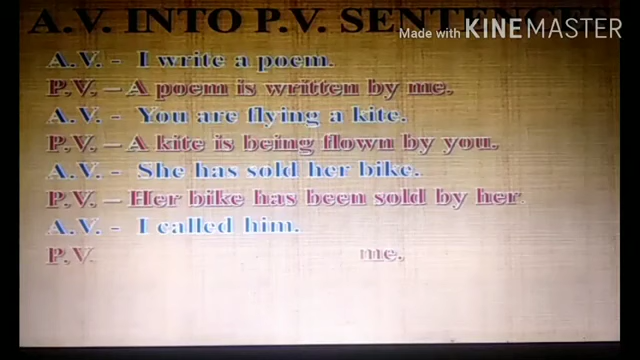 A.V. INTO P.V. SENTENCES
Made with KINEMASTER
A.V. - I write a poem.
P.V. – A poem is written by me.
A.V. - You are flying a kite.
P.V. – A kite is being flown by you.
A.V. - She has sold her bike.
P.V. – Her bike has been sold by her.
A.V. - I called him.
P.V. me.